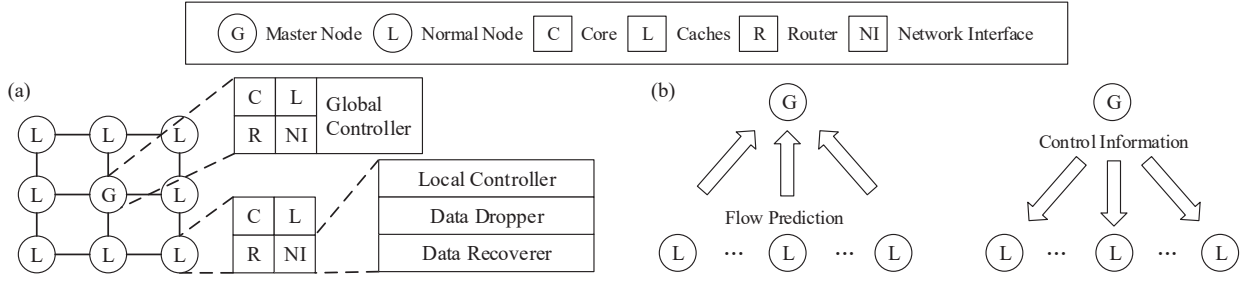 G Master Node L Normal Node C Core L Caches R Router NI Network Interface
(a)
C L Global
R NI Controller
L L L
L G L
L L L
C L
R NI
Local Controller
Data Dropper
Data Recoverer
(b)
G
Flow Prediction
L ... L ... L
G
Control Information
L ... L ... L